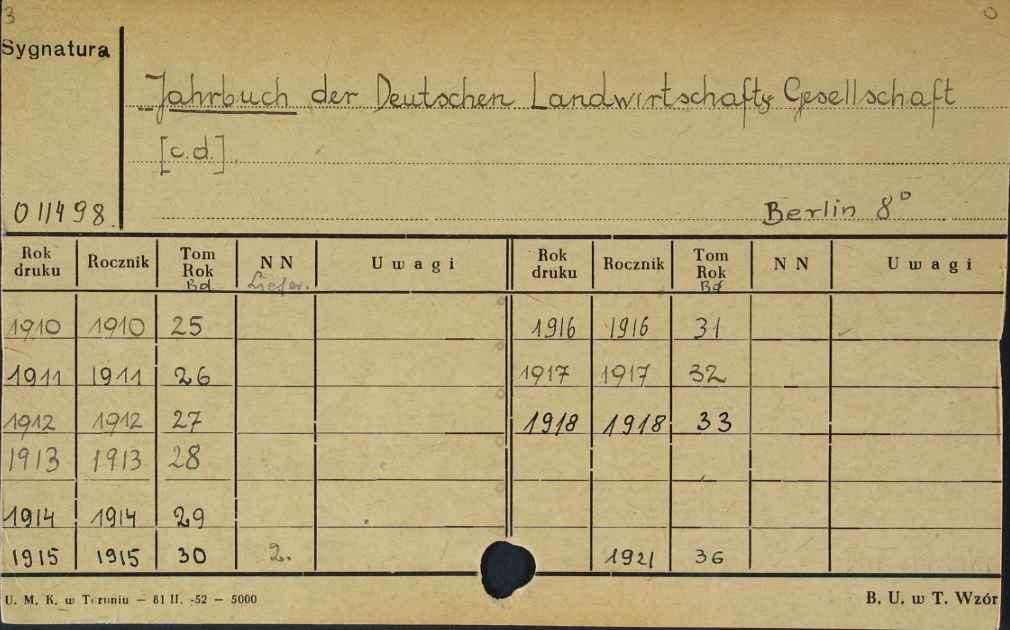 3
Sygnatura
Jahrbuch der Deutschen Landwirtschafts Gesellschaft
[c.d.]
011498 Berlin 8°
Rok druku Rocznik Tom Rok Bd. NN Liefer. Uwagi Rok druku Rocznik Tom Rok Bd NN Uwagi
1910 1910 25 1916 1916 31
1911 1911 26 1917 1917 32
1912 1912 27 1918 1918 33
1913 1913 28
1914 1914 29
1915 1915 30 2. 1921 36
U. M. K. w Toruniu — 81 II. -52 — 5000 B. U. w T. Wzór